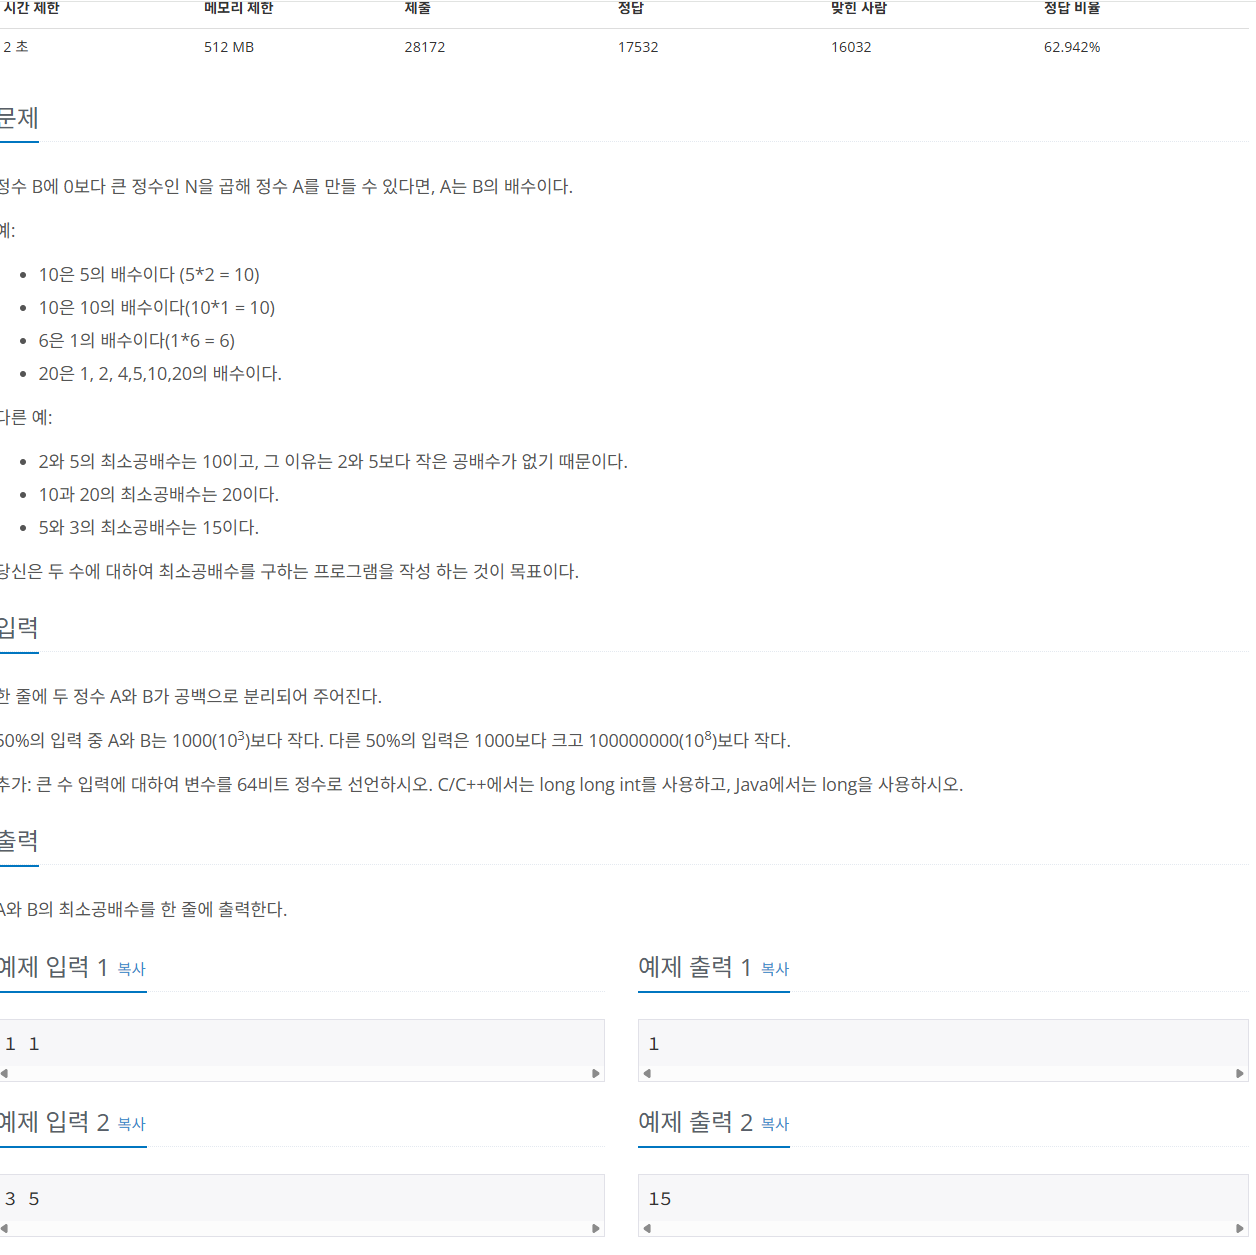 시간 제한 메모리 제한 제출 정답 맞힌 사람 정답 비율
2 초 512 MB 28172 17532 16032 62.942%
문제
정수 B에 0보다 큰 정수인 N을 곱해 정수 A를 만들 수 있다면, A는 B의 배수이다.
예:
10은 5의 배수이다 (5*2 = 10)
10은 10의 배수이다(10*1 = 10)
6은 1의 배수이다(1*6 = 6)
20은 1, 2, 4,5,10,20의 배수이다.
다른 예:
2와 5의 최소공배수는 10이고, 그 이유는 2와 5보다 작은 공배수가 없기 때문이다.
10과 20의 최소공배수는 20이다.
5와 3의 최소공배수는 15이다.
당신은 두 수에 대하여 최소공배수를 구하는 프로그램을 작성 하는 것이 목표이다.
입력
한 줄에 두 정수 A와 B가 공백으로 분리되어 주어진다.
50%의 입력 중 A와 B는 1000(10³)보다 작다. 다른 50%의 입력은 1000보다 크고 100000000(10⁸)보다 작다.
추가: 큰 수 입력에 대하여 변수를 64비트 정수로 선언하시오. C/C++에서는 long long int를 사용하고, Java에서는 long을 사용하시오.
출력
A와 B의 최소공배수를 한 줄에 출력한다.
예제 입력 1 복사
1 1
예제 출력 1 복사
1
예제 입력 2 복사
3 5
예제 출력 2 복사
15